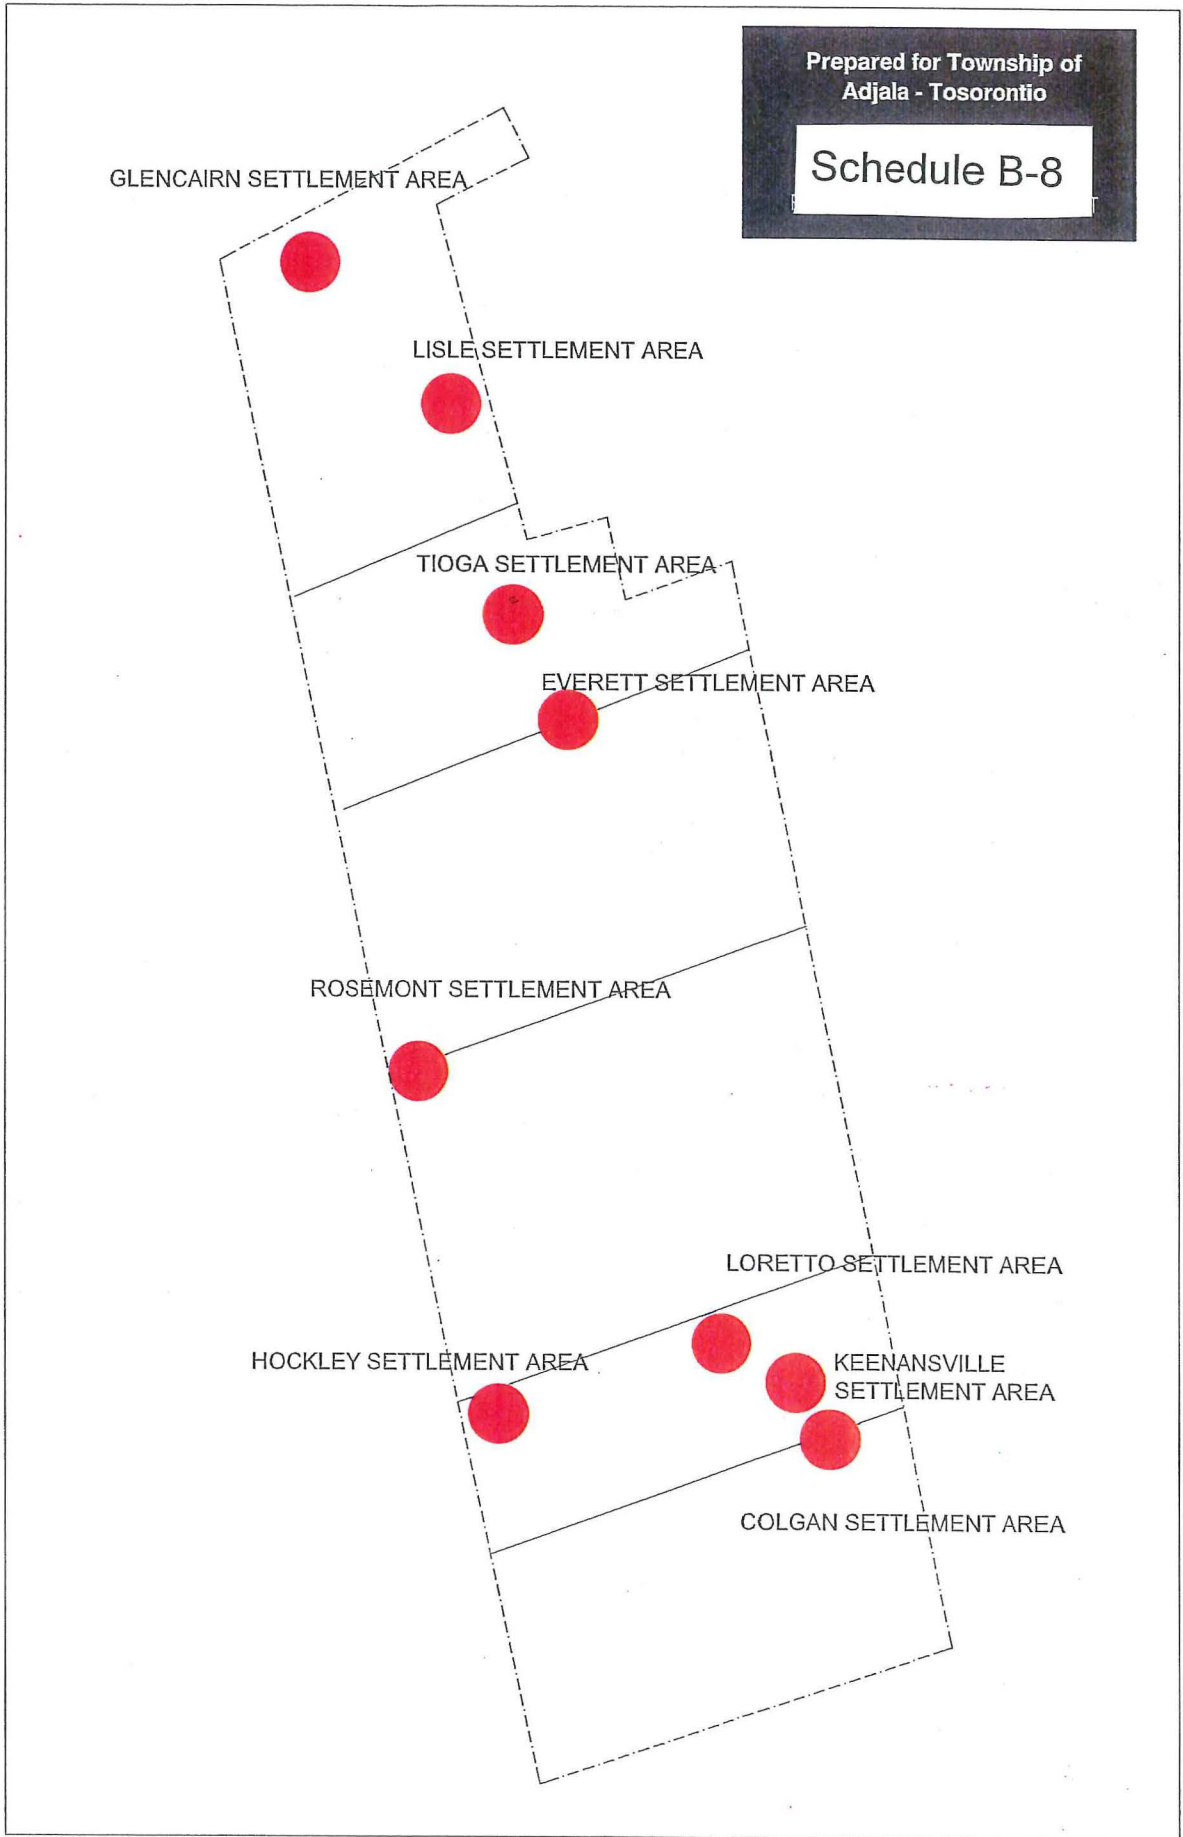 Prepared for Township of
Adjala - Tosorontio
Schedule B-8
GLENCAIRN SETTLEMENT AREA
LISLE SETTLEMENT AREA
TIOGA SETTLEMENT AREA
EVERETT SETTLEMENT AREA
ROSEMONT SETTLEMENT AREA
LORETTO SETTLEMENT AREA
HOCKLEY SETTLEMENT AREA
KEENANSVILLE
SETTLEMENT AREA
COLGAN SETTLEMENT AREA